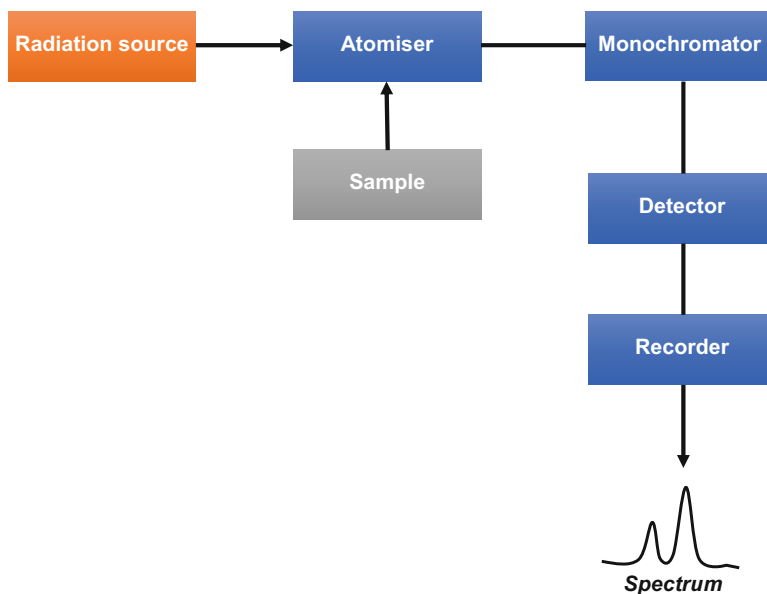 Radiation source
Atomiser
Monochromator
Sample
Detector
Recorder
Spectrum